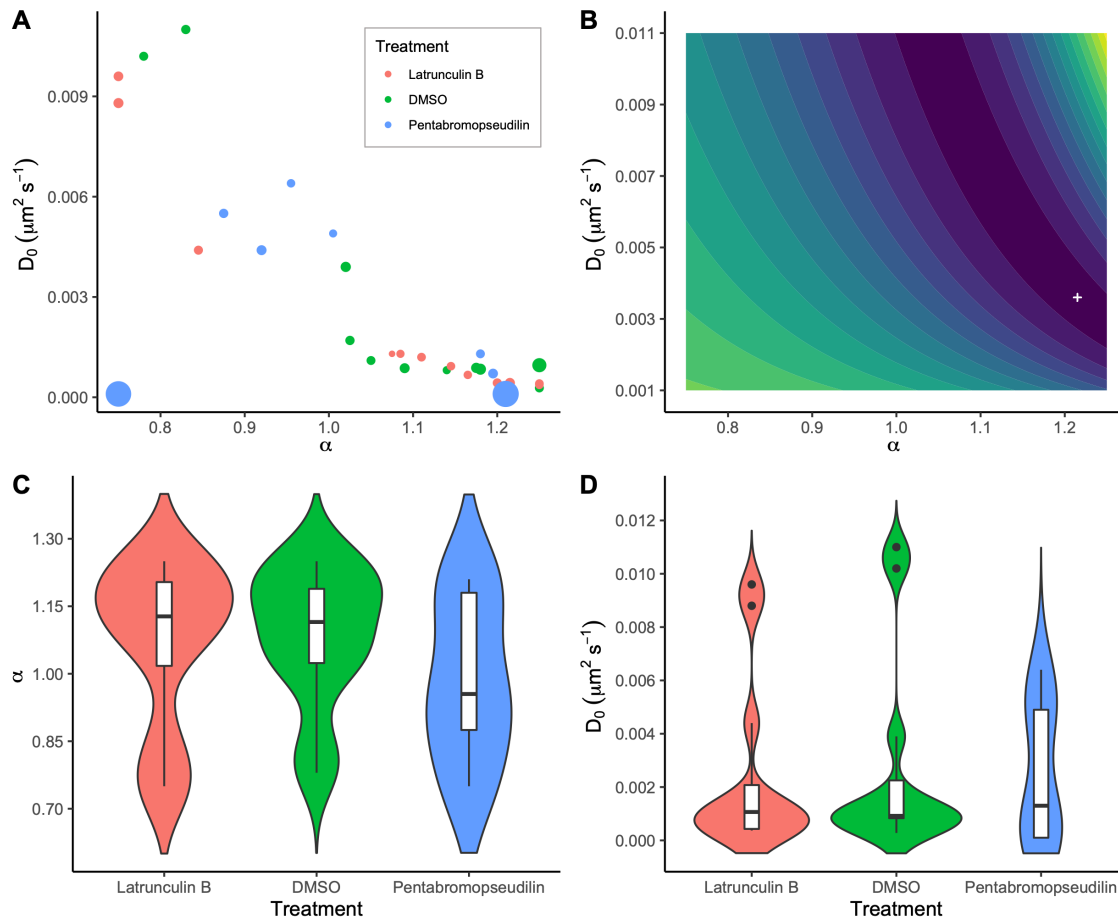 A
Treatment
Latrunculin B
DMSO
Pentabromopseudilin
D₀ (μm² s⁻¹)
0.009
0.006
0.003
0.000
0.8 0.9 1.0 1.1 1.2
α
B
D₀ (μm² s⁻¹)
0.011
0.009
0.007
0.005
0.003
0.001
0.8 0.9 1.0 1.1 1.2
α
C
α
1.30
1.15
1.00
0.85
0.70
Latrunculin B DMSO Pentabromopseudilin
Treatment
D
D₀ (μm² s⁻¹)
0.012
0.010
0.008
0.006
0.004
0.002
0.000
Latrunculin B DMSO Pentabromopseudilin
Treatment